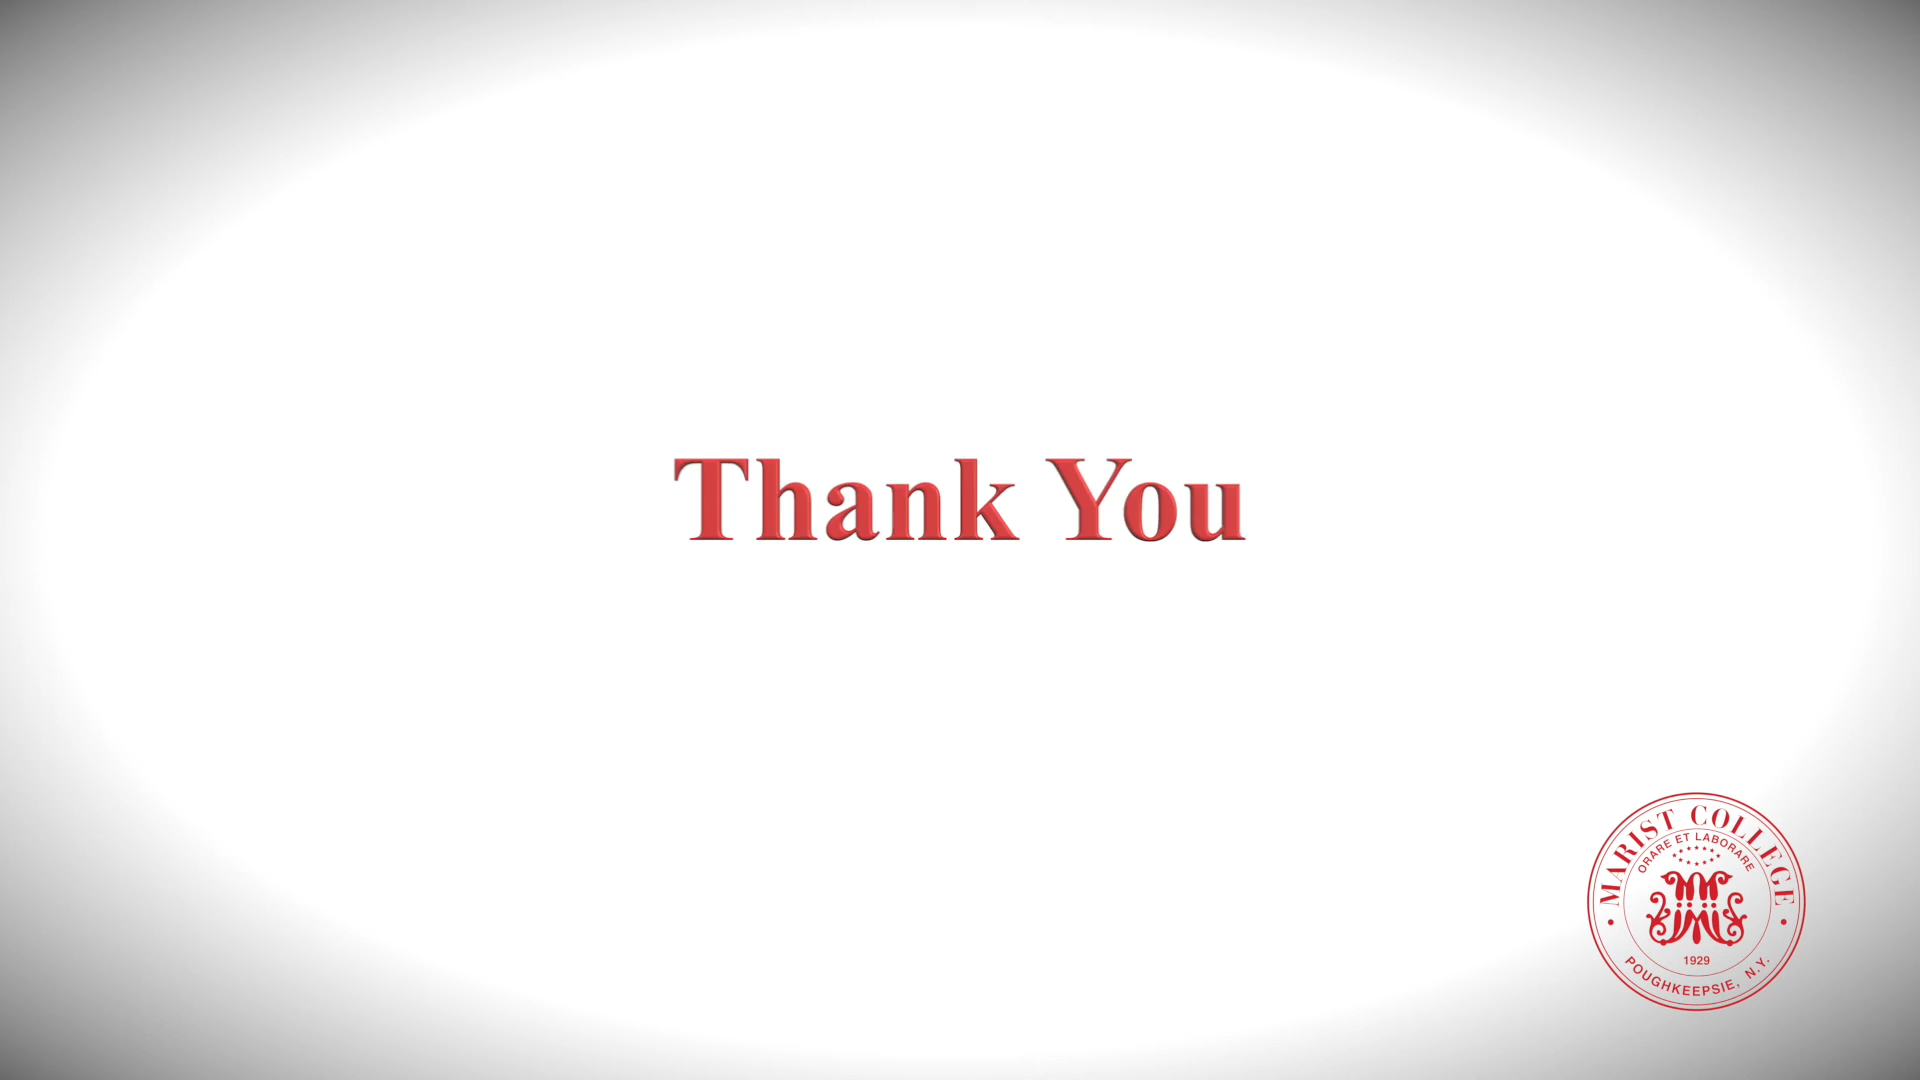 Thank You
MARIST COLLEGE
ORARE ET LABORARE
1929
POUGHKEEPSIE, N.Y.